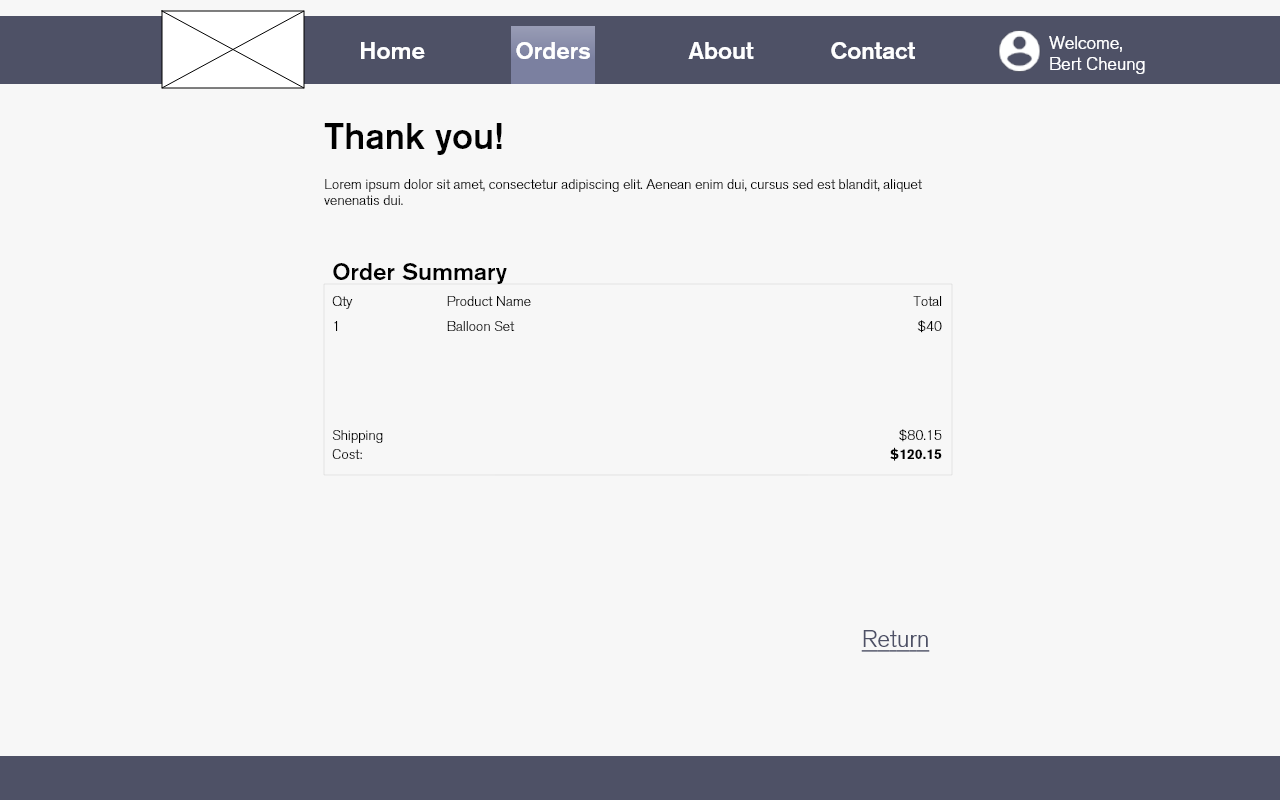 Home Orders About Contact Welcome,
Bert Cheung
Thank you!
Lorem ipsum dolor sit amet, consectetur adipiscing elit. Aenean enim dui, cursus sed est blandit, aliquet
venenatis dui.
Order Summary
Qty Product Name Total
1 Balloon Set $40
Shipping $80.15
Cost: $120.15
Return